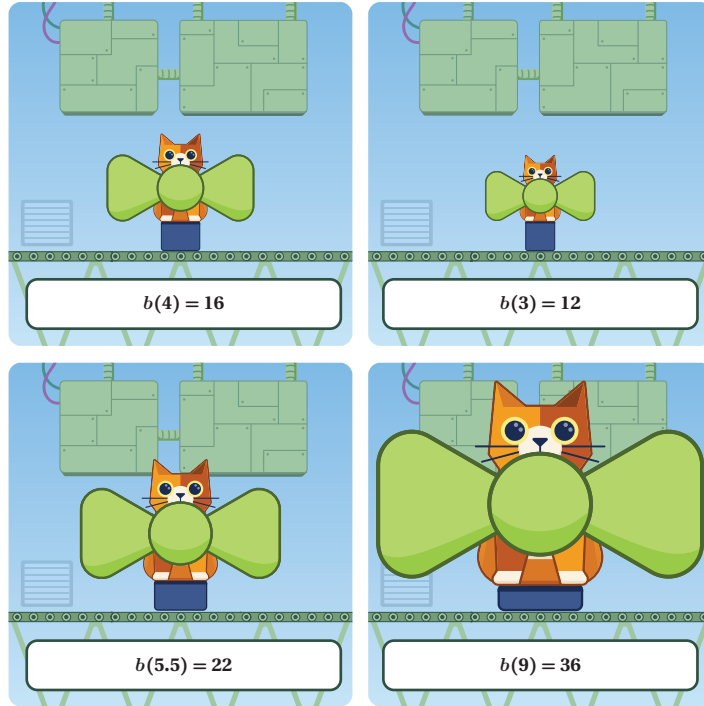 b(4) = 16
b(3) = 12
b(5.5) = 22
b(9) = 36